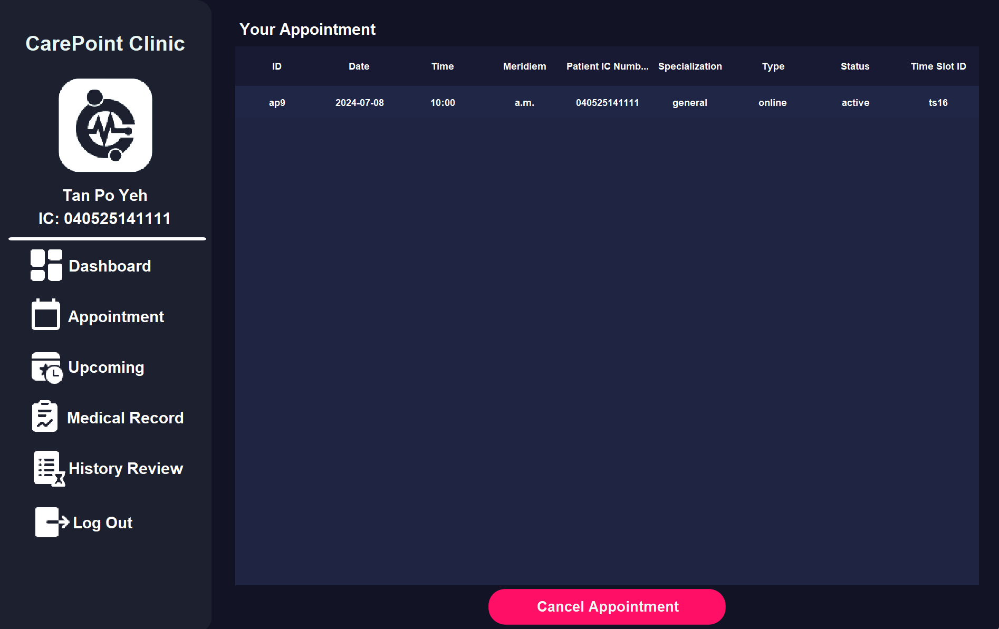 CarePoint Clinic
Tan Po Yeh
IC: 040525141111
Dashboard
Appointment
Upcoming
Medical Record
History Review
Log Out
Your Appointment
ID Date Time Meridiem Patient IC Numb... Specialization Type Status Time Slot ID
ap9 2024-07-08 10:00 a.m. 040525141111 general online active ts16
Cancel Appointment